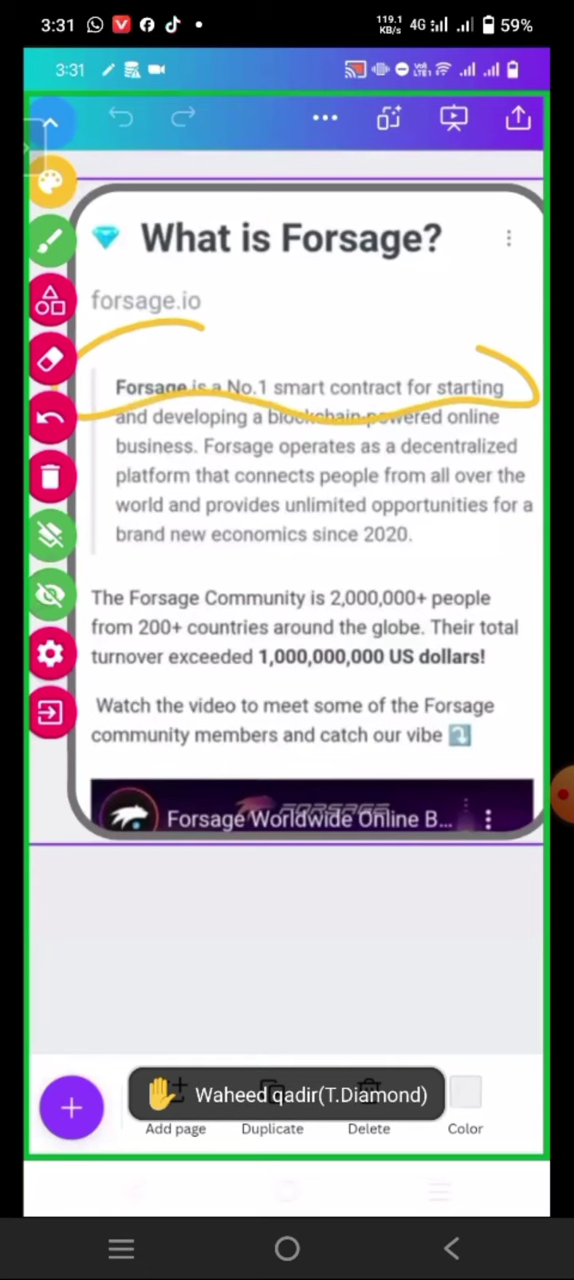 3:31
119.1 KB/s 4G 59%
3:31
What is Forsage?
forsage.io
Forsage is a No.1 smart contract for starting
and developing a blockchain-powered online
business. Forsage operates as a decentralized
platform that connects people from all over the
world and provides unlimited opportunities for a
brand new economics since 2020.
The Forsage Community is 2,000,000+ people
from 200+ countries around the globe. Their total
turnover exceeded 1,000,000,000 US dollars!
Watch the video to meet some of the Forsage
community members and catch our vibe
FORSAGE
Forsage Worldwide Online B...
Waheed qadir(T.Diamond)
Add page Duplicate Delete Color